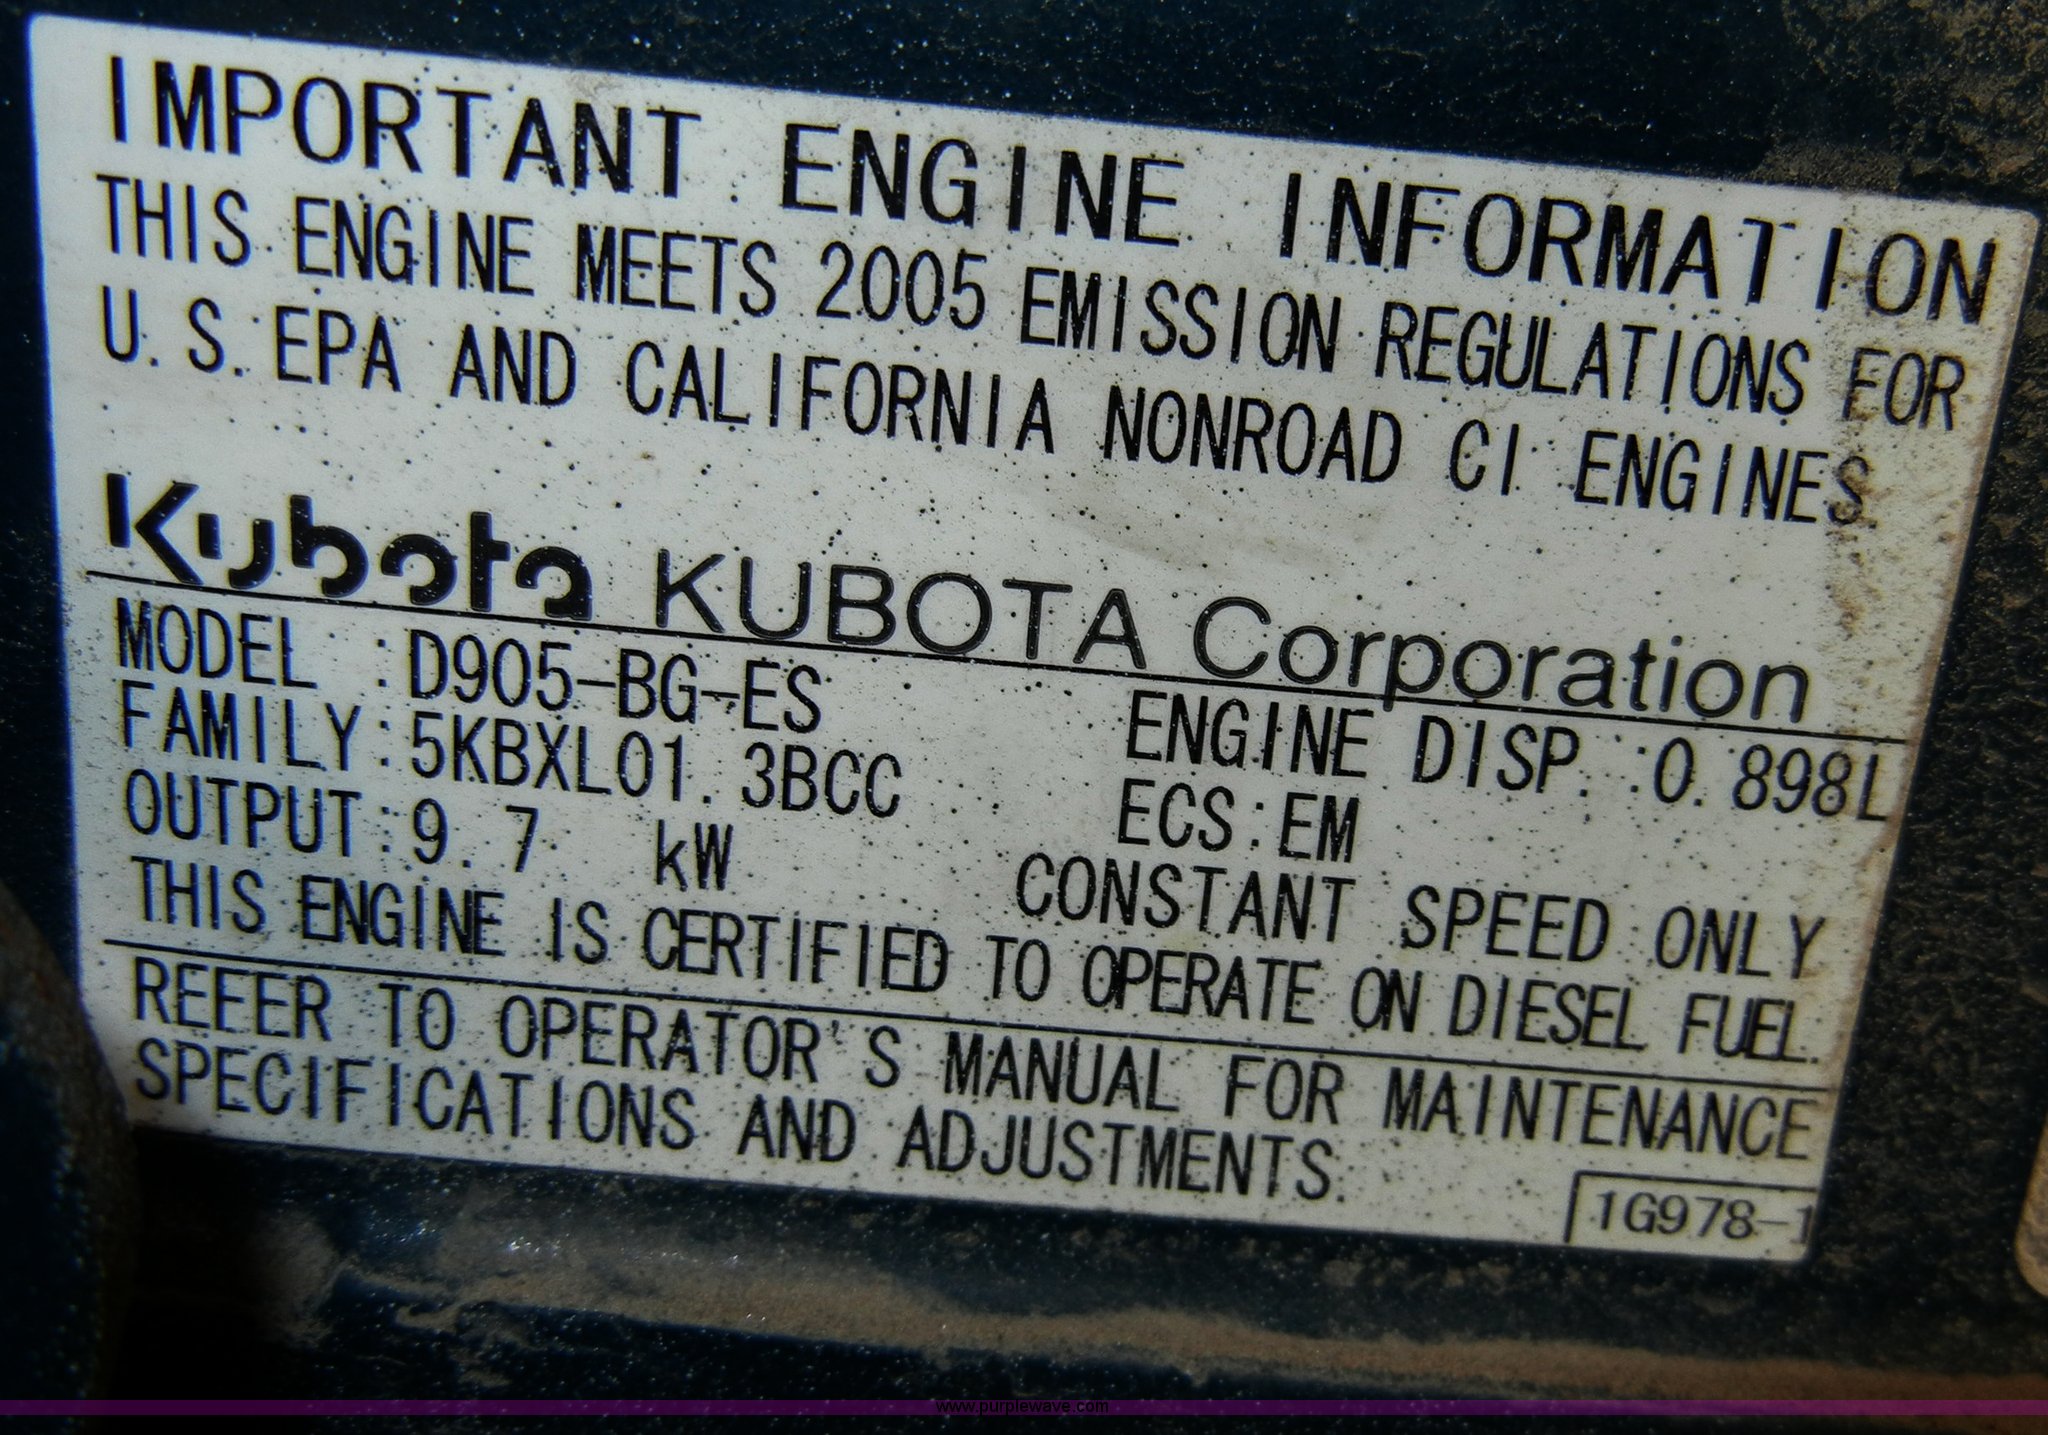 IMPORTANT ENGINE INFORMATION
THIS ENGINE MEETS 2005 EMISSION REGULATIONS FOR
U.S. EPA AND CALIFORNIA NONROAD CI ENGINES.
Kubota KUBOTA Corporation
MODEL :D905-BG-ES ENGINE DISP. :0.898L
FAMILY:5KBXL01.3BCC ECS:EM
OUTPUT:9.7 kW CONSTANT SPEED ONLY
THIS ENGINE IS CERTIFIED TO OPERATE ON DIESEL FUEL.
REFER TO OPERATOR'S MANUAL FOR MAINTENANCE
SPECIFICATIONS AND ADJUSTMENTS.
1G978-1
www.purplewave.com